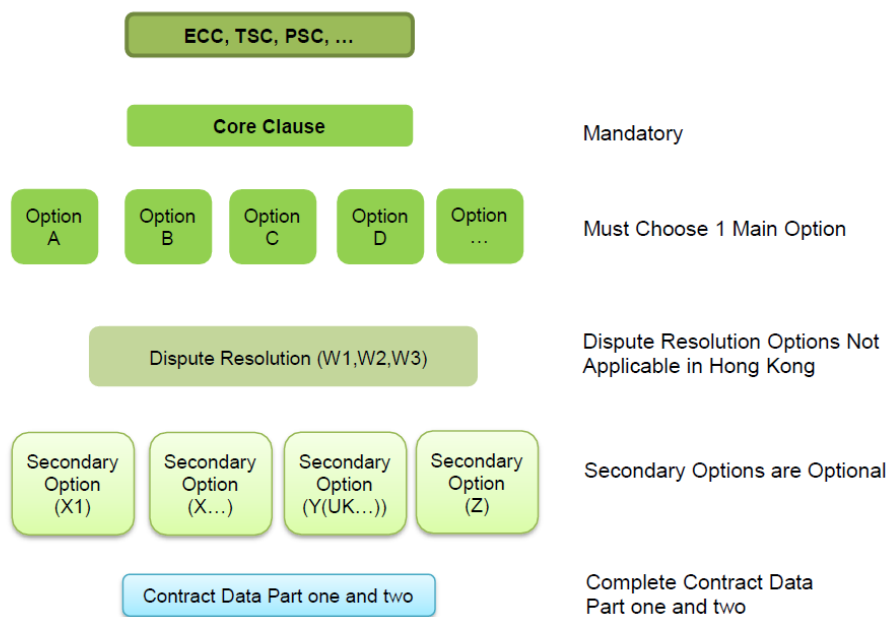 ECC, TSC, PSC, ...
Core Clause
Mandatory
Option
A
Option
B
Option
C
Option
D
Option
...
Must Choose 1 Main Option
Dispute Resolution (W1,W2,W3)
Dispute Resolution Options Not
Applicable in Hong Kong
Secondary
Option
(X1)
Secondary
Option
(X...)
Secondary
Option
(Y(UK...))
Secondary
Option
(Z)
Secondary Options are Optional
Contract Data Part one and two
Complete Contract Data
Part one and two